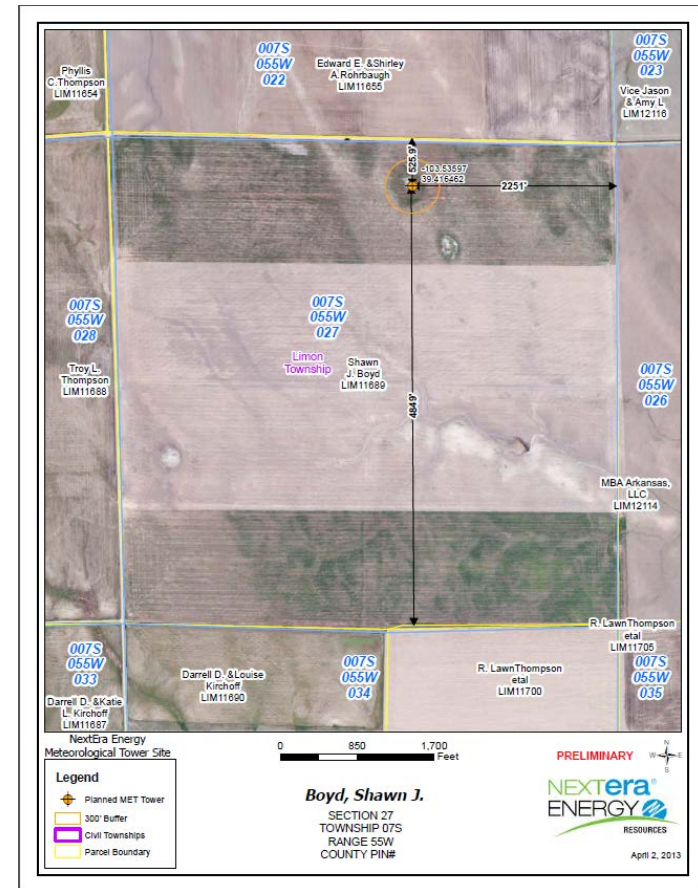 007S
055W
022
Edward E. &Shirley
A.Rohrbaugh
LIM11655
007S
055W
023
Phyllis
C.Thompson
LIM11654
Vice Jason
& Amy L
LIM12116
525.9'
-103.53597
39.416462
2251'
007S
055W
028
007S
055W
027
Limon
Township
Shawn
J. Boyd
LIM11689
Troy L.
Thompson
LIM11688
007S
055W
026
4849'
MBA Arkansas,
LLC
LIM12114
R. LawnThompson
etal
LIM11705
007S
055W
033
Darrell D. &Louise
Kirchoff
LIM11690
007S
055W
034
R. LawnThompson
etal
LIM11700
007S
055W
035
Darrell D. &Katie
L. Kirchoff
LIM11687
NextEra Energy
Meteorological Tower Site
Legend
Planned MET Tower
300' Buffer
Civil Townships
Parcel Boundary
0 850 1,700
Feet
Boyd, Shawn J.
SECTION 27
TOWNSHIP 07S
RANGE 55W
COUNTY PIN#
PRELIMINARY
N
W E
S
NEXTera®
ENERGY
RESOURCES
April 2, 2013